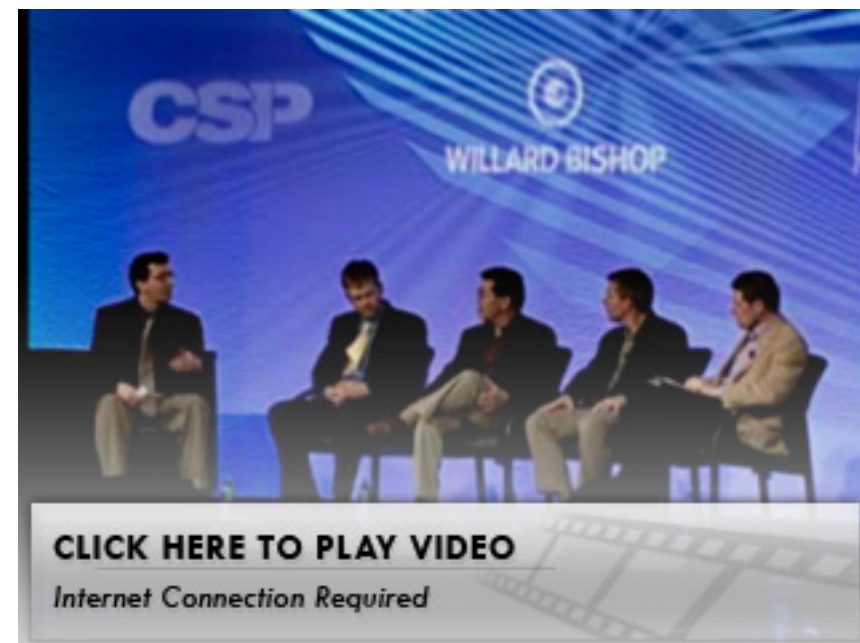 CSP
WILLARD BISHOP
CLICK HERE TO PLAY VIDEO
Internet Connection Required